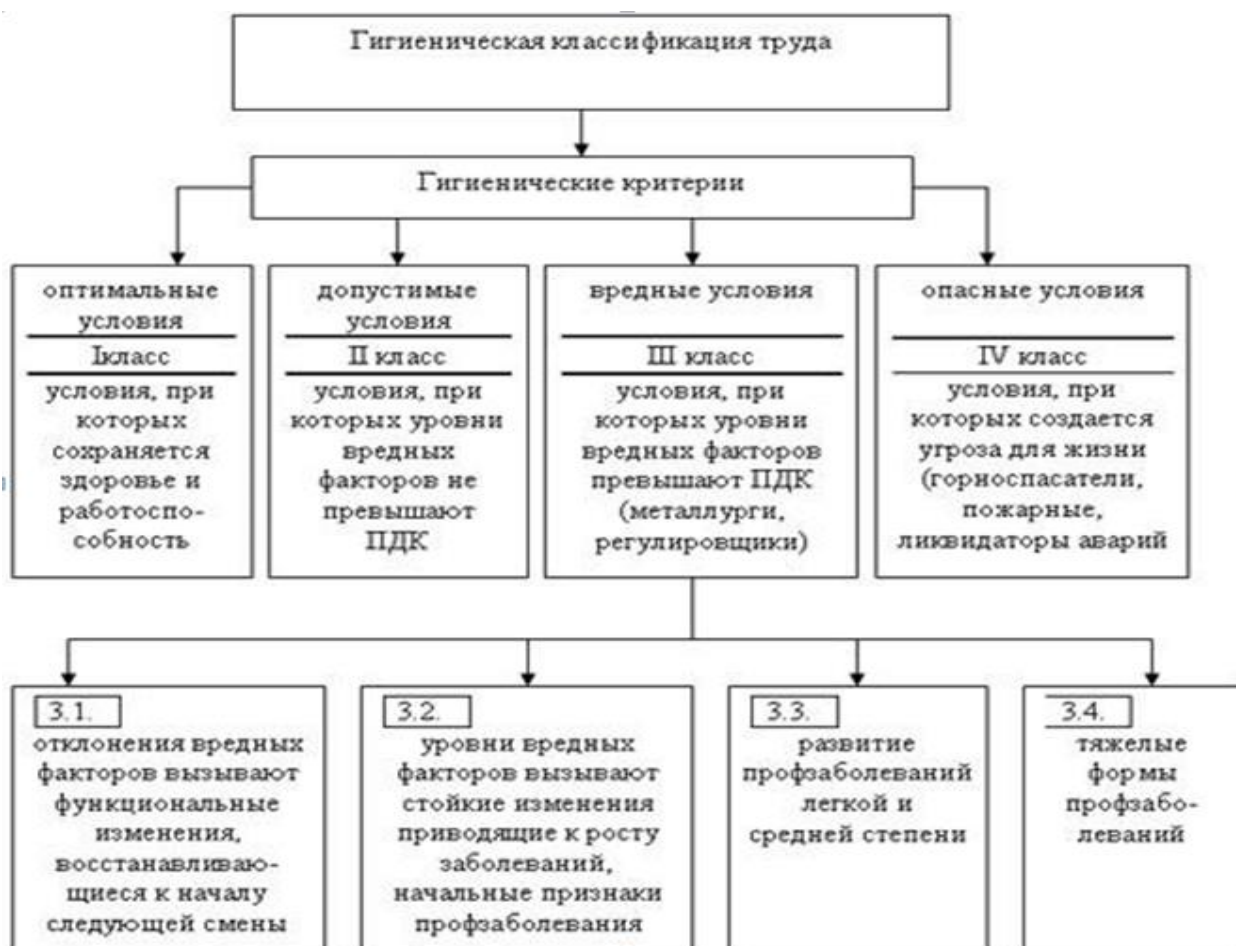 Гигиеническая классификация труда
Гигиенические критерии
оптимальные
условия
Iкласс
условия, при
которых
сохраняется
здоровье и
работоспо-
собность
допустимые
условия
II класс
условия, при
которых уровни
вредных
факторов не
превышают
ПДК
вредные условия
III класс
условия, при
которых уровни
вредных факторов
превышают ПДК
(металлурги,
регулировщики)
опасные условия
IV класс
условия, при
которых создается
угроза для жизни
(горноспасатели,
пожарные,
ликвидаторы аварий
3.1.
отклонения вредных
факторов вызывают
функциональные
изменения,
восстанавливаю-
щиеся к началу
следующей смены
3.2.
уровни вредных
факторов вызывают
стойкие изменения
приводящие к росту
заболеваний,
начальные признаки
профзаболевания
3.3.
развитие
профзаболеваний
легкой и
средней степени
3.4.
тяжелые
формы
профзабо-
леваний